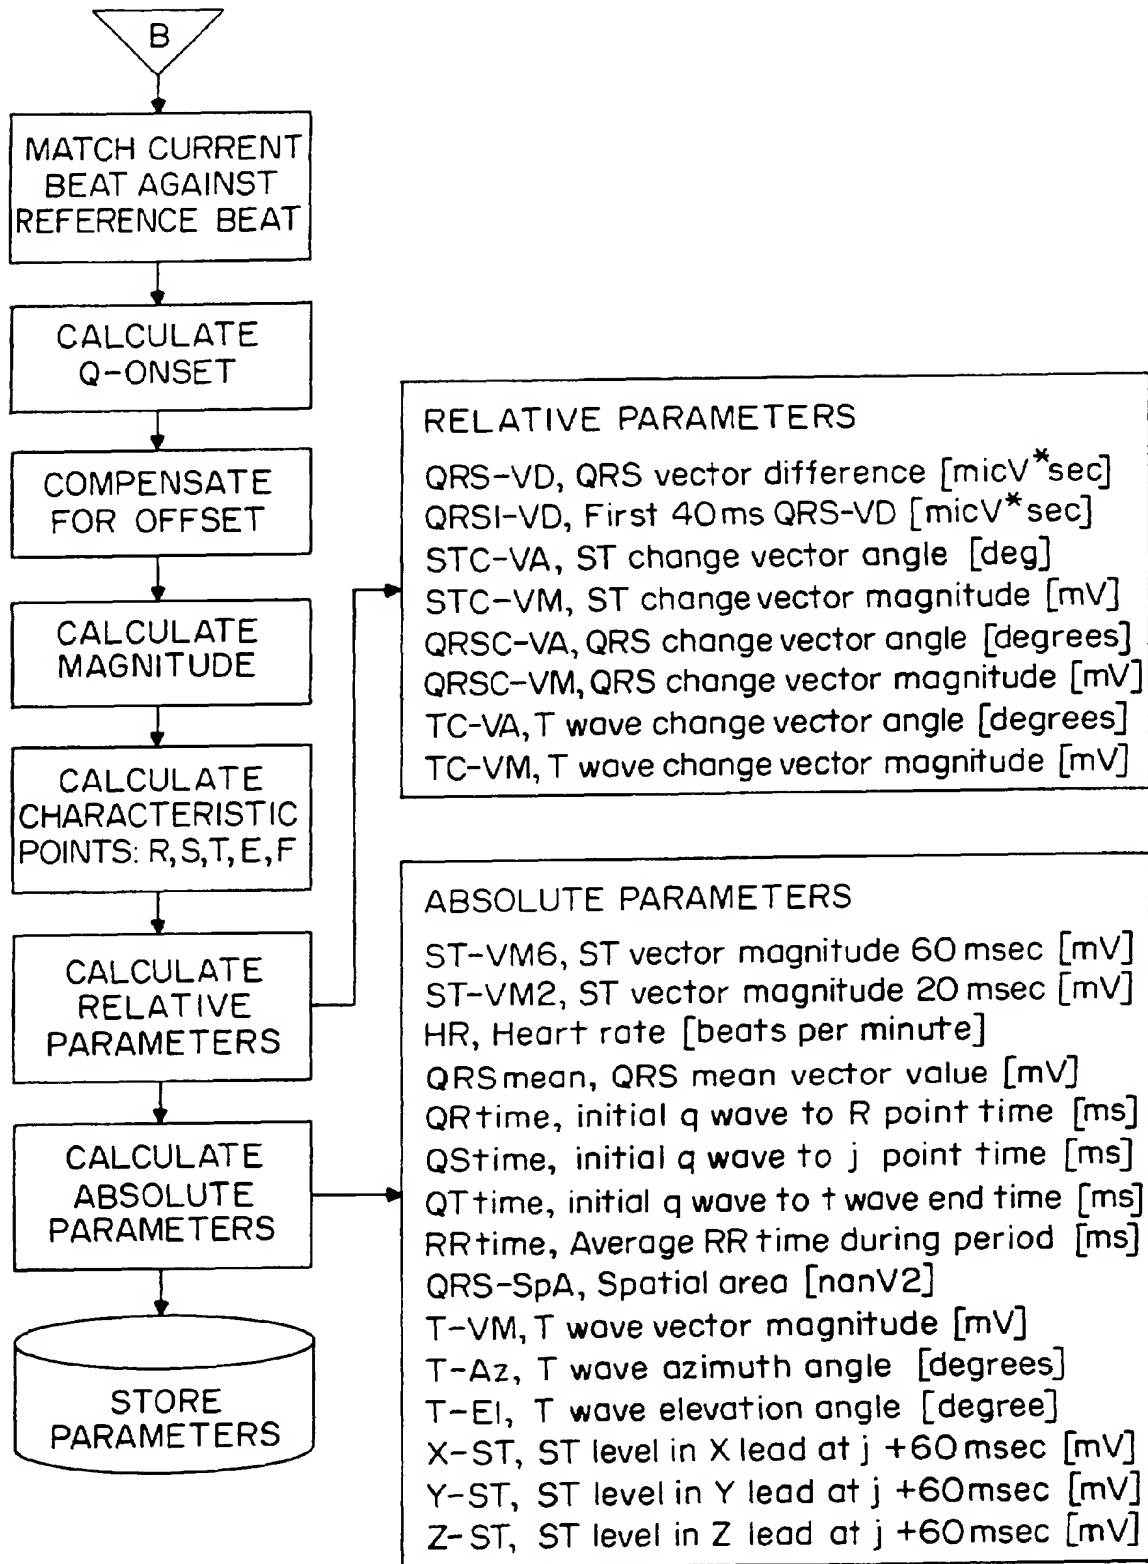 B
MATCH CURRENT
BEAT AGAINST
REFERENCE BEAT
CALCULATE
Q-ONSET
COMPENSATE
FOR OFFSET
CALCULATE
MAGNITUDE
CALCULATE
CHARACTERISTIC
POINTS: R,S,T,E,F
CALCULATE
RELATIVE
PARAMETERS
CALCULATE
ABSOLUTE
PARAMETERS
STORE
PARAMETERS
RELATIVE PARAMETERS
QRS-VD, QRS vector difference [micV*sec]
QRSI-VD, First 40ms QRS-VD [micV*sec]
STC-VA, ST change vector angle [deg]
STC-VM, ST change vector magnitude [mV]
QRSC-VA, QRS change vector angle [degrees]
QRSC-VM, QRS change vector magnitude [mV]
TC-VA, T wave change vector angle [degrees]
TC-VM, T wave change vector magnitude [mV]
ABSOLUTE PARAMETERS
ST-VM6, ST vector magnitude 60 msec [mV]
ST-VM2, ST vector magnitude 20 msec [mV]
HR, Heart rate [beats per minute]
QRSmean, QRS mean vector value [mV]
QRtime, initial q wave to R point time [ms]
QStime, initial q wave to j point time [ms]
QTtime, initial q wave to t wave end time [ms]
RRtime, Average RR time during period [ms]
QRS-SpA, Spatial area [nanV2]
T-VM, T wave vector magnitude [mV]
T-Az, T wave azimuth angle [degrees]
T-El, T wave elevation angle [degree]
X-ST, ST level in X lead at j +60msec [mV]
Y-ST, ST level in Y lead at j +60msec [mV]
Z-ST, ST level in Z lead at j +60msec [mV]